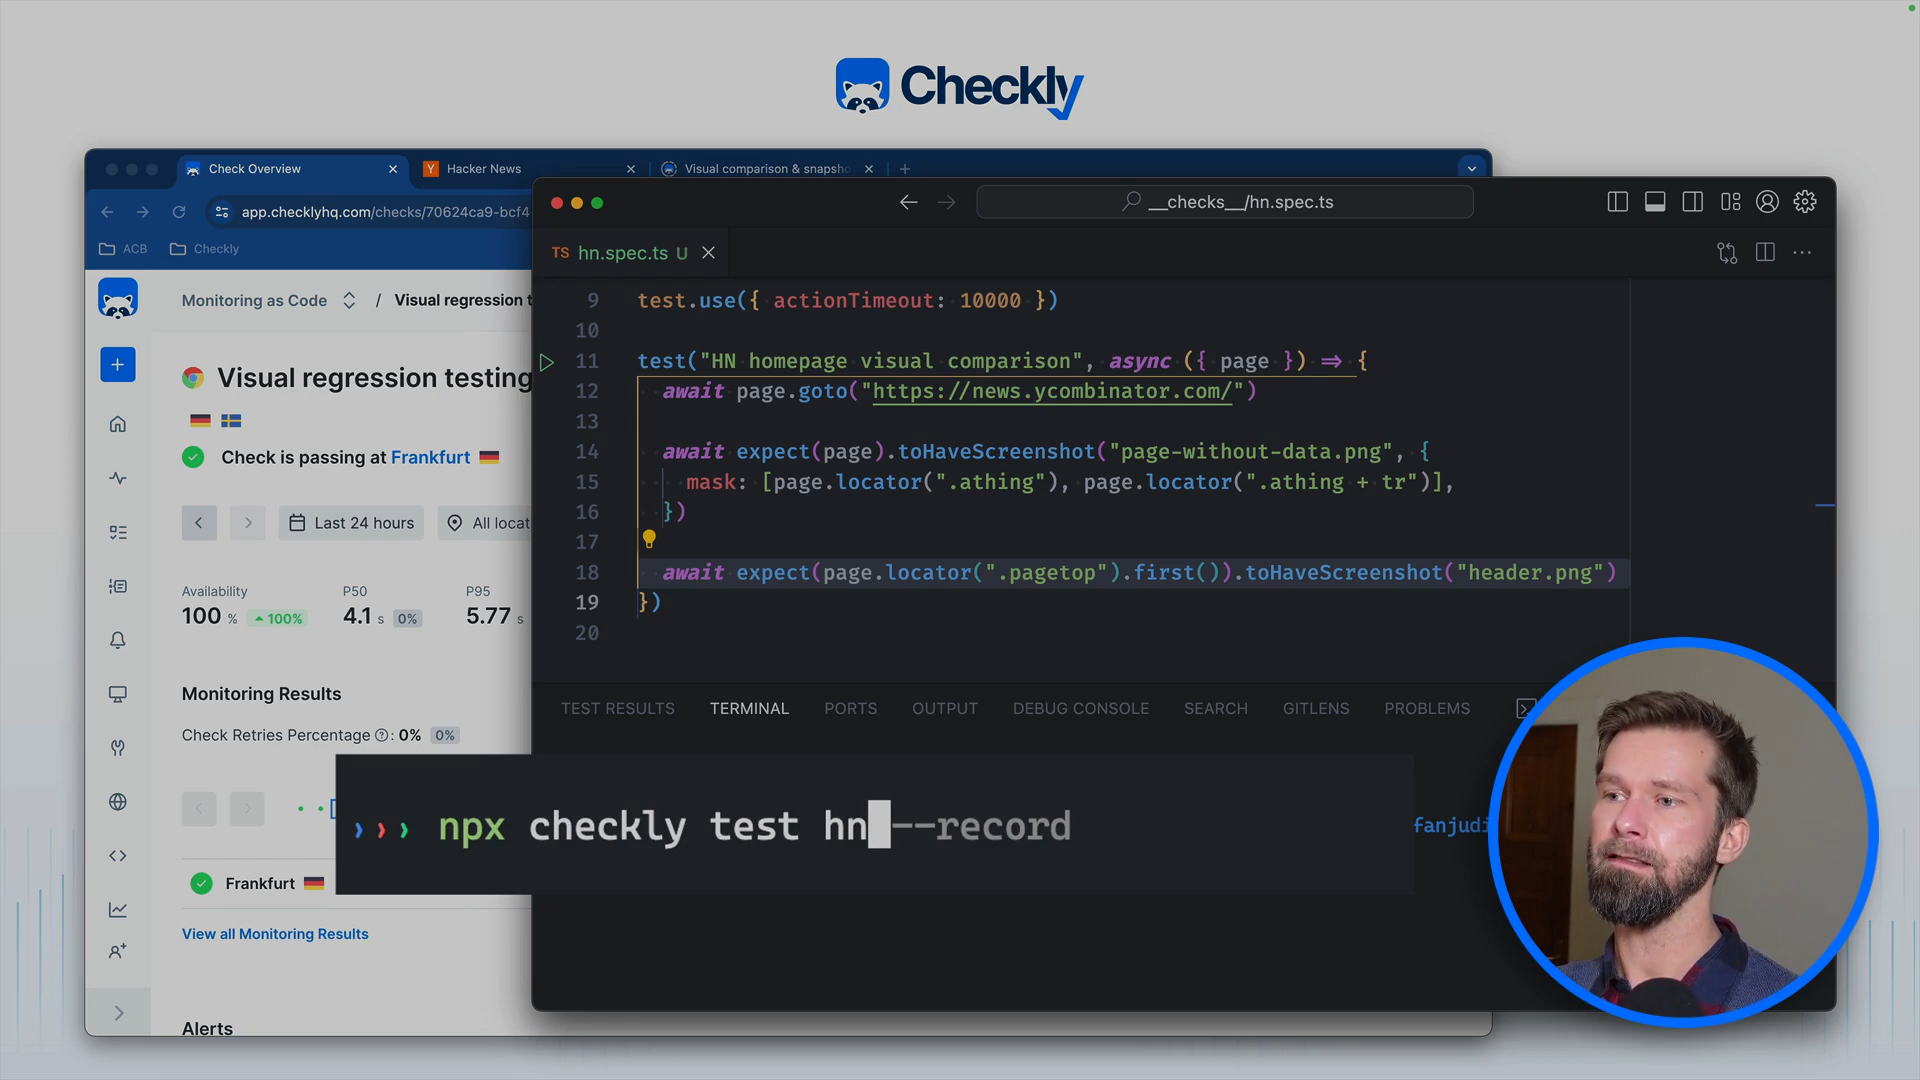 Checkly
Check Overview
Hacker News
Visual comparison & snapsho
app.checklyhq.com/checks/70624ca9-bcf4
ACB
Checkly
Monitoring as Code
/ Visual regression t
Visual regression testing
Check is passing at Frankfurt
Last 24 hours
All locat
Availability
P50
P95
100 %
100%
4.1 s
0%
5.77 s
Monitoring Results
Check Retries Percentage ?: 0% 0%
Frankfurt
View all Monitoring Results
Alerts
__checks__/hn.spec.ts
TS hn.spec.ts U
9 test.use({ actionTimeout: 10000 })
10
11 test("HN homepage visual comparison", async ({ page }) => {
12 await page.goto("https://news.ycombinator.com/")
13
14 await expect(page).toHaveScreenshot("page-without-data.png", {
15 mask: [page.locator(".athing"), page.locator(".athing + tr")],
16 })
17
18 await expect(page.locator(".pagetop").first()).toHaveScreenshot("header.png")
19 })
20
TEST RESULTS
TERMINAL
PORTS
OUTPUT
DEBUG CONSOLE
SEARCH
GITLENS
PROBLEMS
››› npx checkly test hn --record
fanjudi